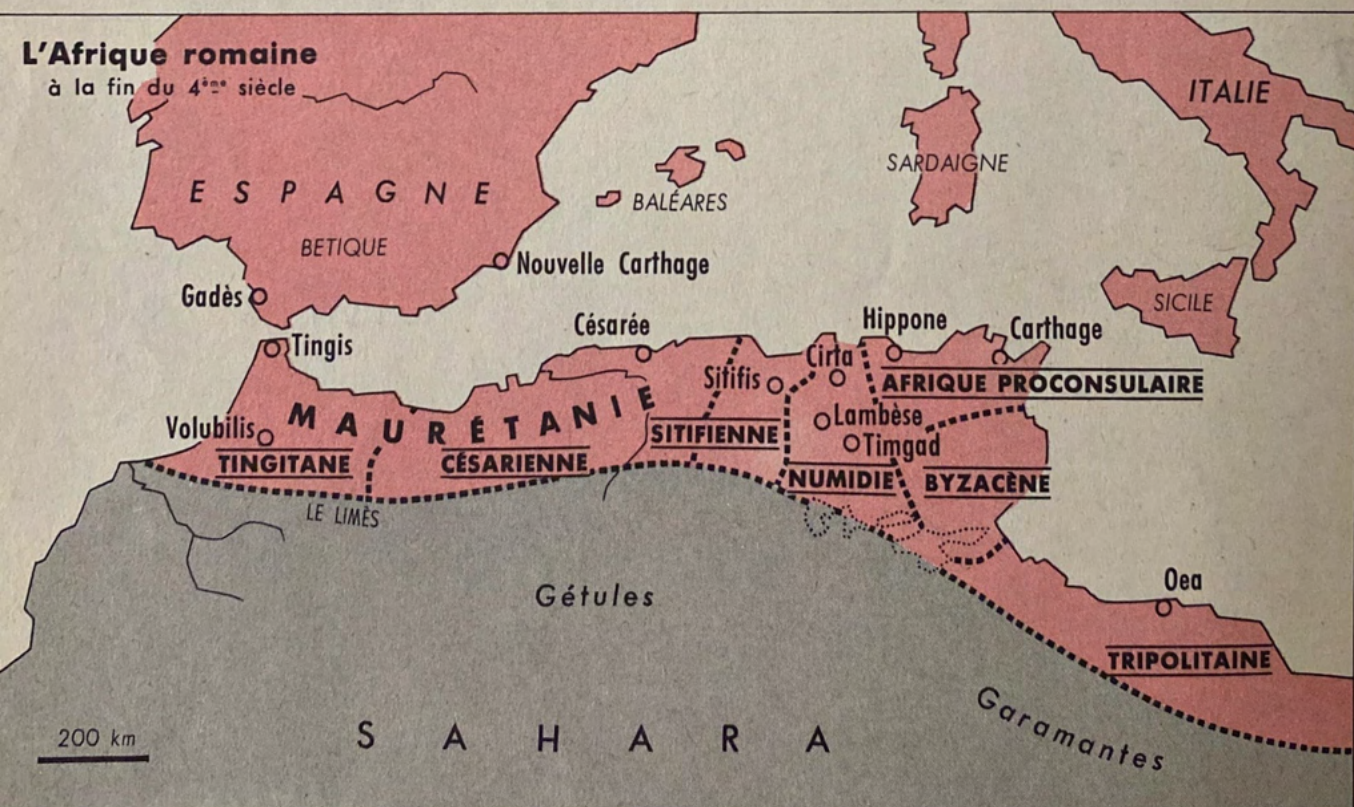 L'Afrique romaine
à la fin du 4ème siècle
ITALIE
SARDAIGNE
ESPAGNE
BALÉARES
BETIQUE
Nouvelle Carthage
Gadès
SICILE
Tingis
Césarée
Hippone
Carthage
Cirta
Sitifis
AFRIQUE PROCONSULAIRE
MAURÉTANIE
Lambèse
Volubilis
SITIFIENNE
Timgad
TINGITANE
CÉSARIENNE
NUMIDIE
BYZACÈNE
LE LIMÈS
Gétules
Oea
TRIPOLITAINE
Garamantes
SAHARA
200 km